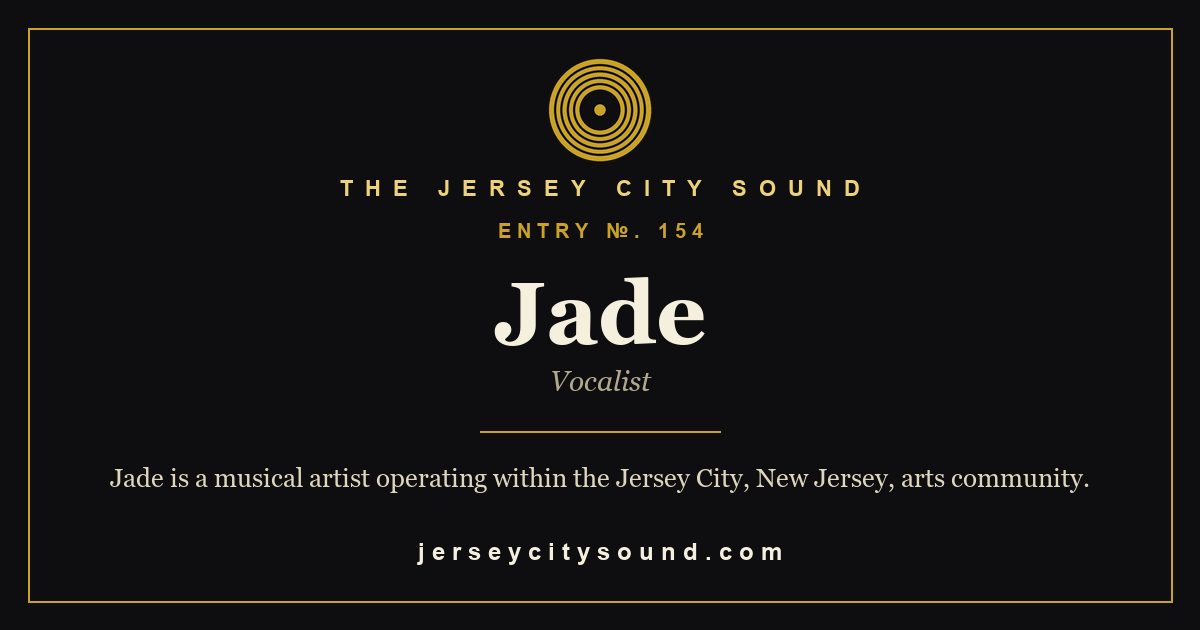 THE JERSEY CITY SOUND
ENTRY №. 154
Jade
Vocalist
Jade is a musical artist operating within the Jersey City, New Jersey, arts community.
jerseycitysound.com